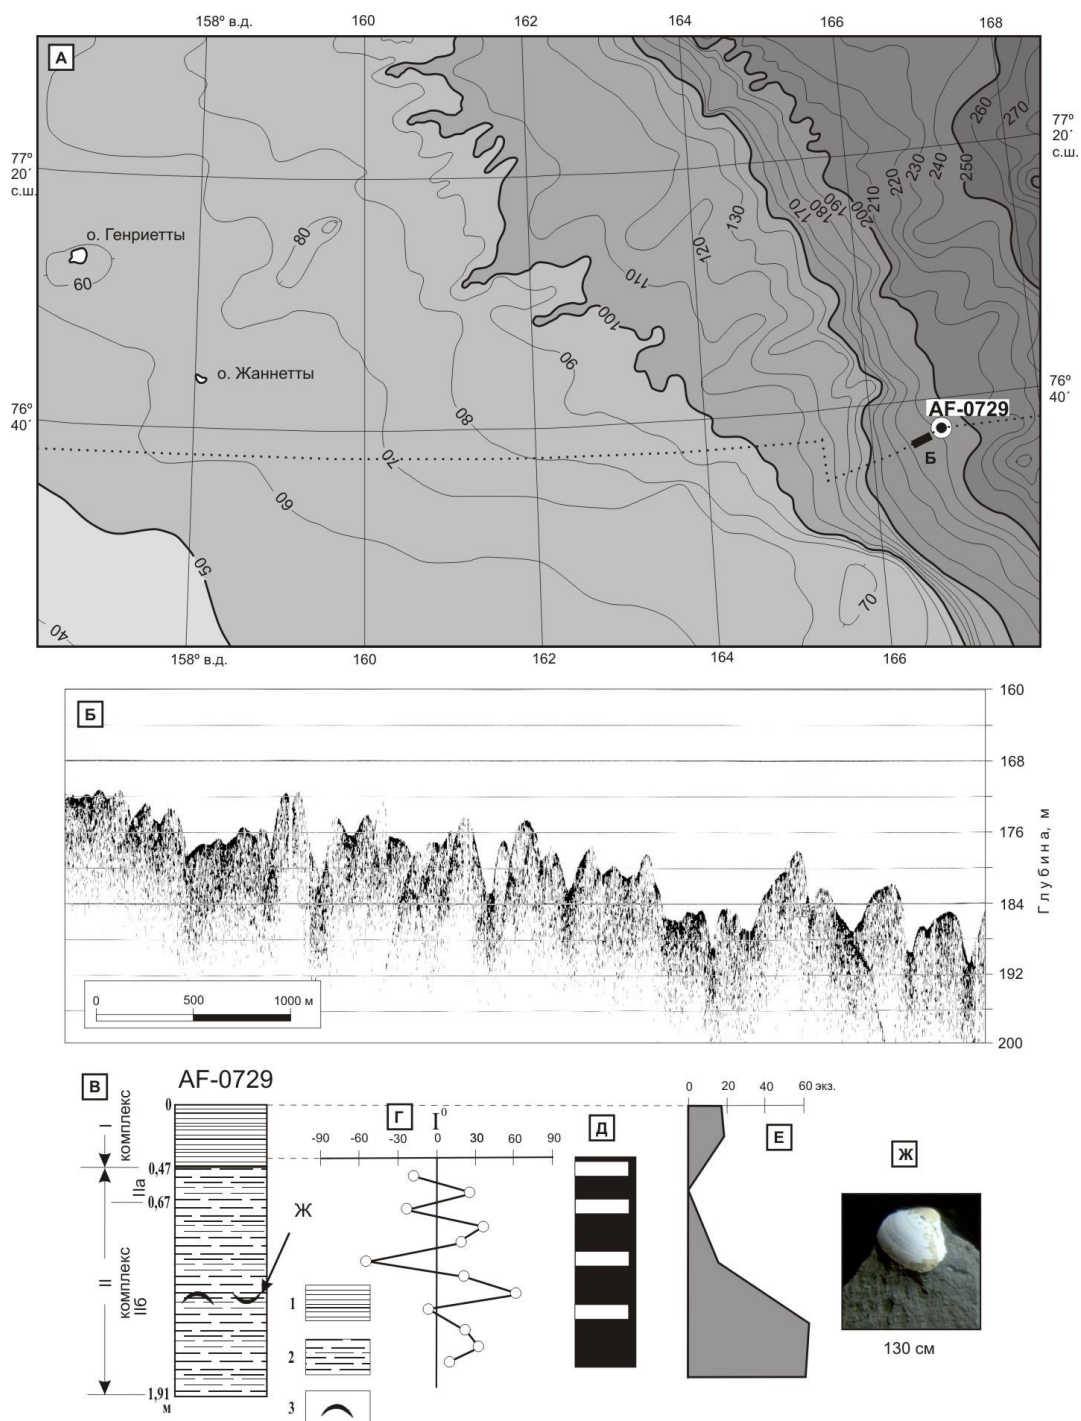 158º в.д. 160 162 164 166 168
А
77º 20´ с.ш.
77º 20´ с.ш.
260 270
250
240
230
220
210
200
190
180
170
130
120
110
100
90
80
80
70
60
50
40
70
о. Генриетты
60
о. Жаннетты
76º 40´
76º 40´
AF-0729
Б
158º в.д. 160 162 164 166
Б
160
168
176
184
192
200
Глубина, м
0 500 1000 м
В AF-0729
0
0,47
0,67
1,91 м
I комплекс
IIа
II комплекс
IIб
Ж
1
2
3
Г I⁰
-90 -60 -30 0 30 60 90
Д
0 20 40 60 экз.
Е
Ж
130 см